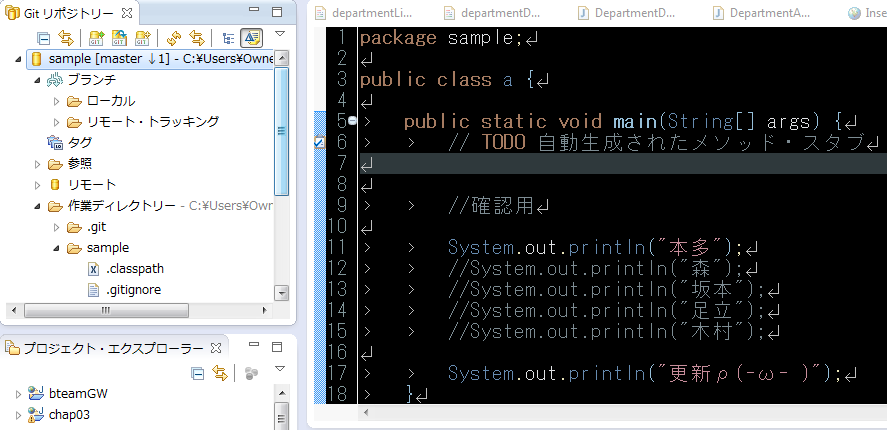 Git リポジトリー
sample [master ↓1] - C:¥Users¥Owne
ブランチ
ローカル
リモート・トラッキング
タグ
参照
リモート
作業ディレクトリー - C:¥Users¥Own
.git
sample
.classpath
.gitignore
プロジェクト・エクスプローラー
bteamGW
chap03
departmentLi...
departmentD...
DepartmentD...
DepartmentA...
Inse
1 package sample;↲
2 ↲
3 public class a {↲
4 ↲
5 > public static void main(String[] args) {↲
6 > > // TODO 自動生成されたメソッド・スタブ↲
7 ↲
8 ↲
9 > > //確認用↲
10 ↲
11 > > System.out.println("本多");↲
12 > > //System.out.println("森");↲
13 > > //System.out.println("坂本");↲
14 > > //System.out.println("足立");↲
15 > > //System.out.println("木村");↲
16 ↲
17 > > System.out.println("更新ρ(-ω- )");↲
18 > }↲